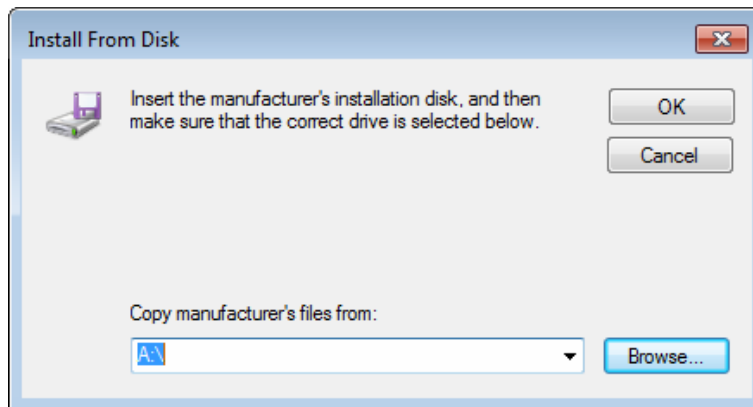 Install From Disk
Insert the manufacturer's installation disk, and then
make sure that the correct drive is selected below.
OK
Cancel
Copy manufacturer's files from:
A:\
Browse...